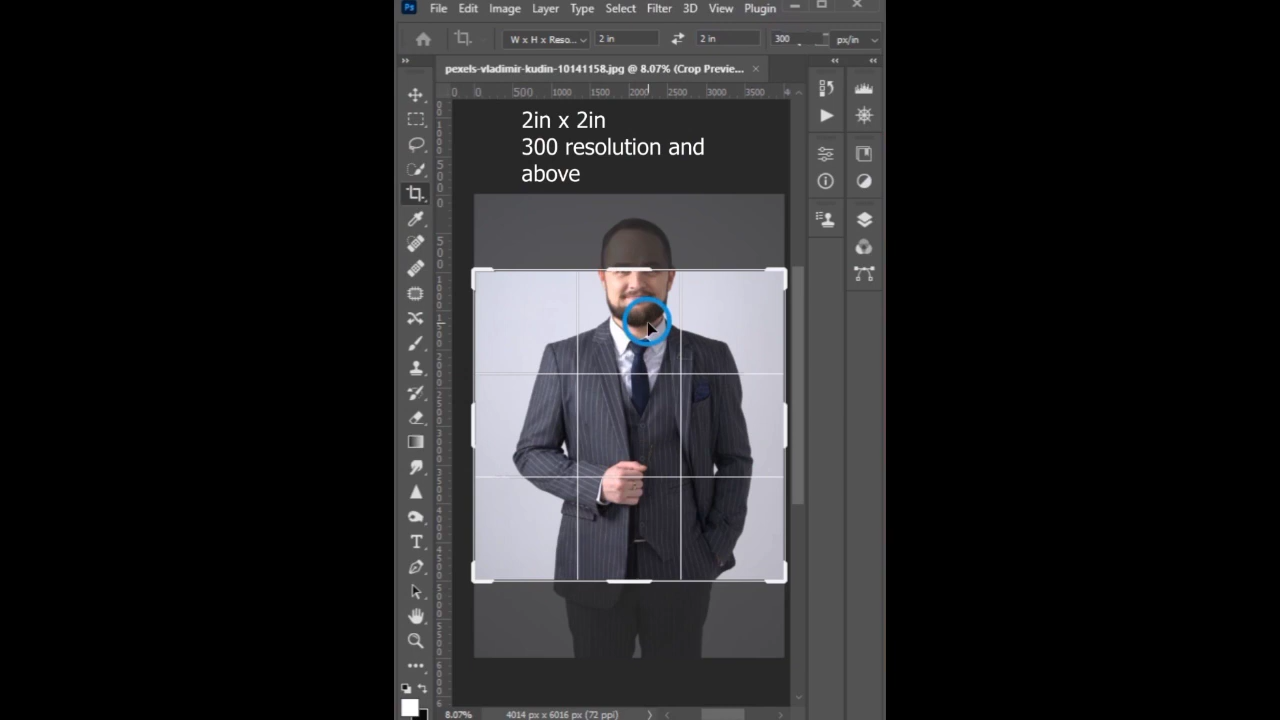 Ps File Edit Image Layer Type Select Filter 3D View Plugin
W x H x Reso... 2 in 2 in 300 px/in
pexels-vladimir-kudin-10141158.jpg @ 8.07% (Crop Previe...
0 0 500 1000 1500 2000 2500 3000 3500
2in x 2in
300 resolution and
above
8.07% 4014 px x 6016 px (72 ppi)